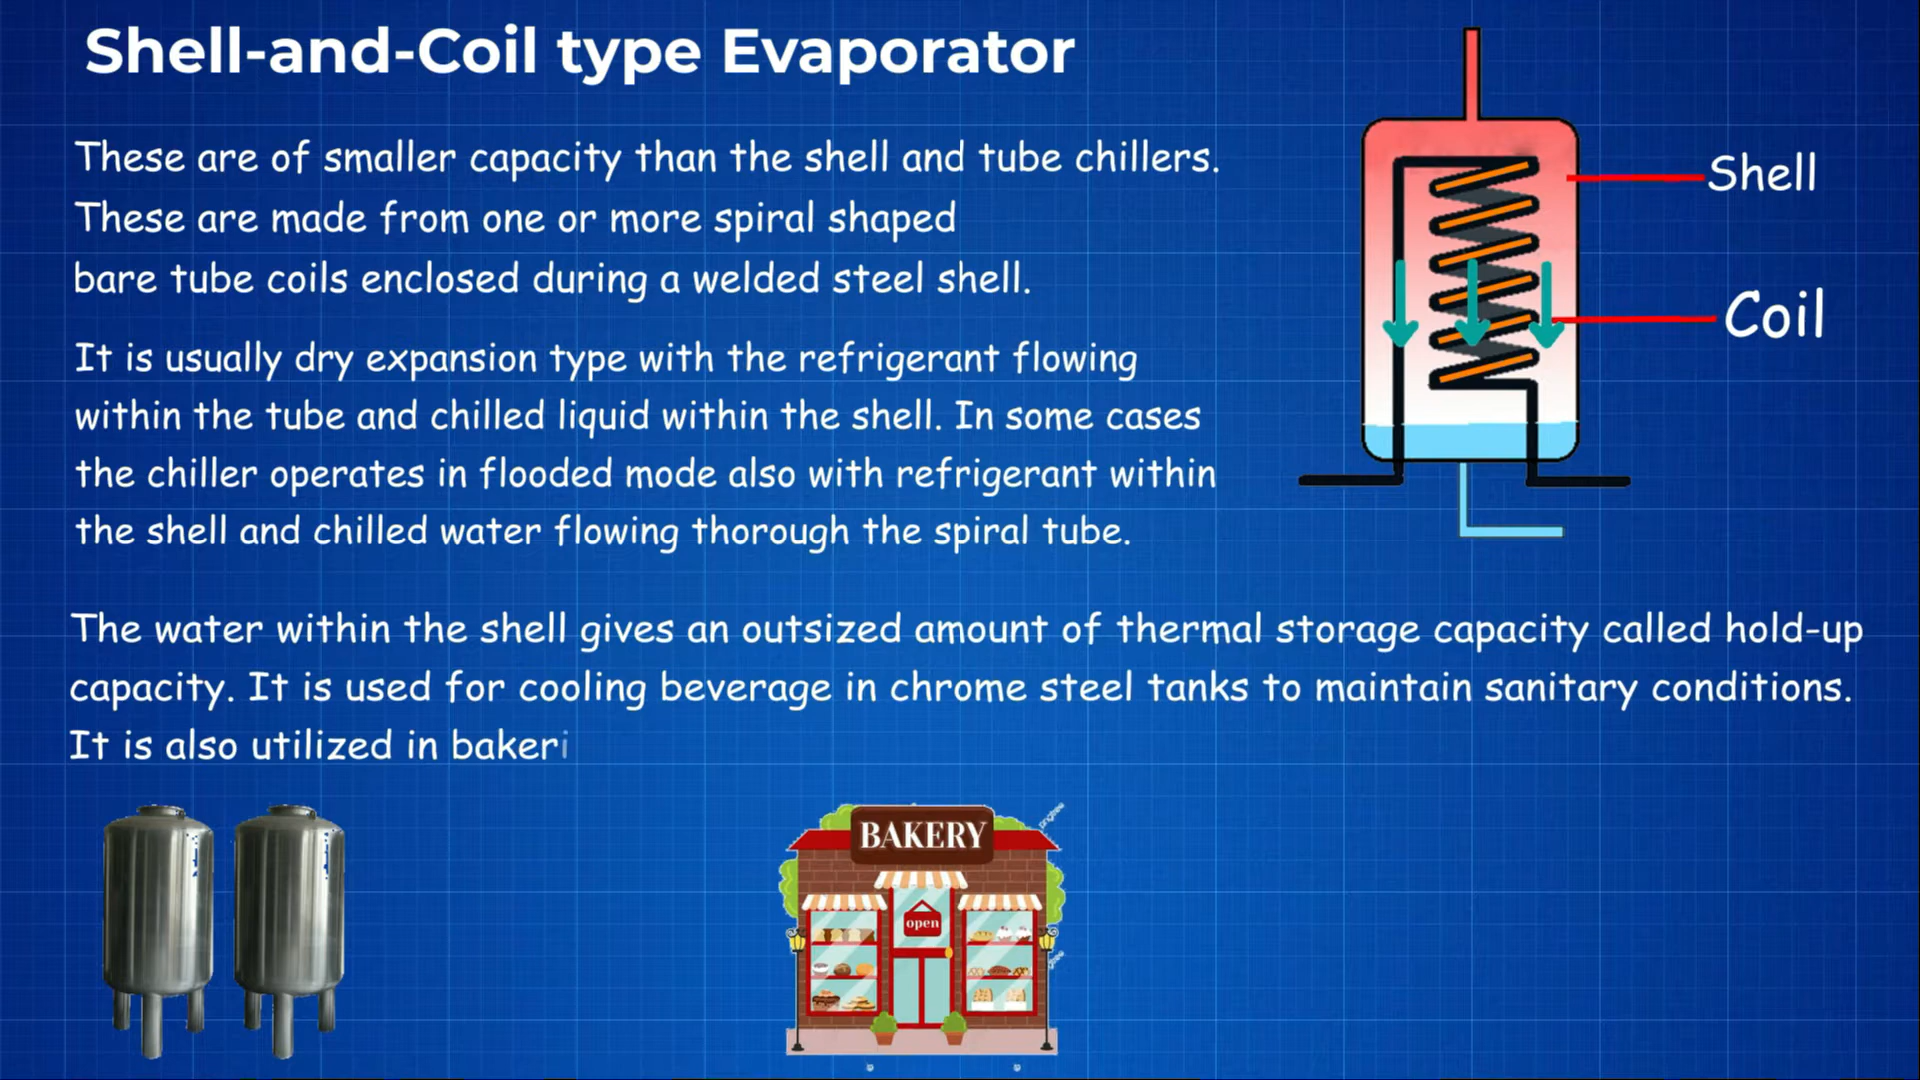 Shell-and-Coil type Evaporator
These are of smaller capacity than the shell and tube chillers.
These are made from one or more spiral shaped
bare tube coils enclosed during a welded steel shell.
It is usually dry expansion type with the refrigerant flowing
within the tube and chilled liquid within the shell. In some cases
the chiller operates in flooded mode also with refrigerant within
the shell and chilled water flowing thorough the spiral tube.
The water within the shell gives an outsized amount of thermal storage capacity called hold-up
capacity. It is used for cooling beverage in chrome steel tanks to maintain sanitary conditions.
It is also utilized in bakeri
Shell
Coil
BAKERY
open